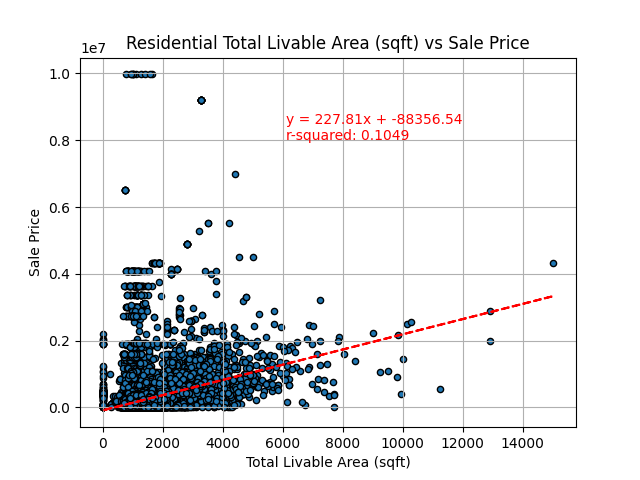 Residential Total Livable Area (sqft) vs Sale Price
1e7
1.0
0.8
0.6
0.4
0.2
0.0
Sale Price
y = 227.81x + -88356.54
r-squared: 0.1049
0 2000 4000 6000 8000 10000 12000 14000
Total Livable Area (sqft)